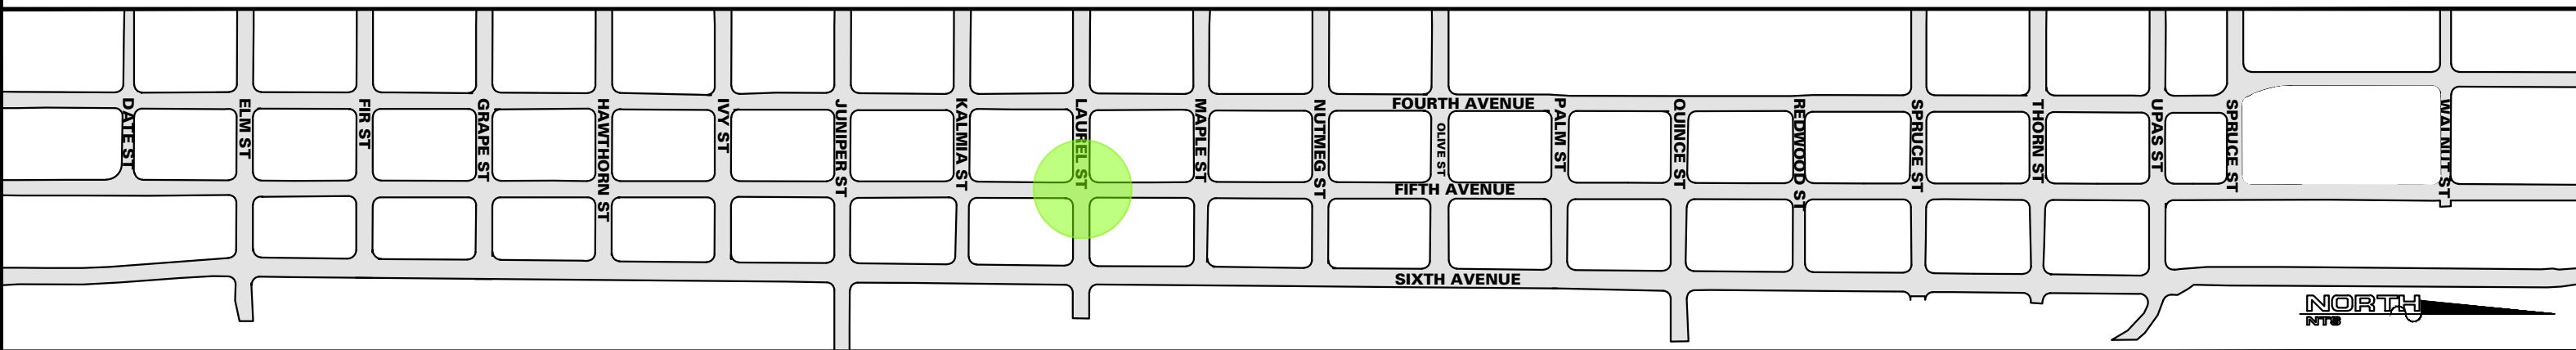 DATE ST
ELM ST
FIR ST
GRAPE ST
HAWTHORN ST
IVY ST
JUNIPER ST
KALMIA ST
LAUREL ST
MAPLE ST
NUTMEG ST
FOURTH AVENUE
OLIVE ST
FIFTH AVENUE
SIXTH AVENUE
PALM ST
QUINCE ST
REDWOOD ST
SPRUCE ST
THORN ST
UPAS ST
SPRUCE ST
WALNUT ST
NORTH
NTS